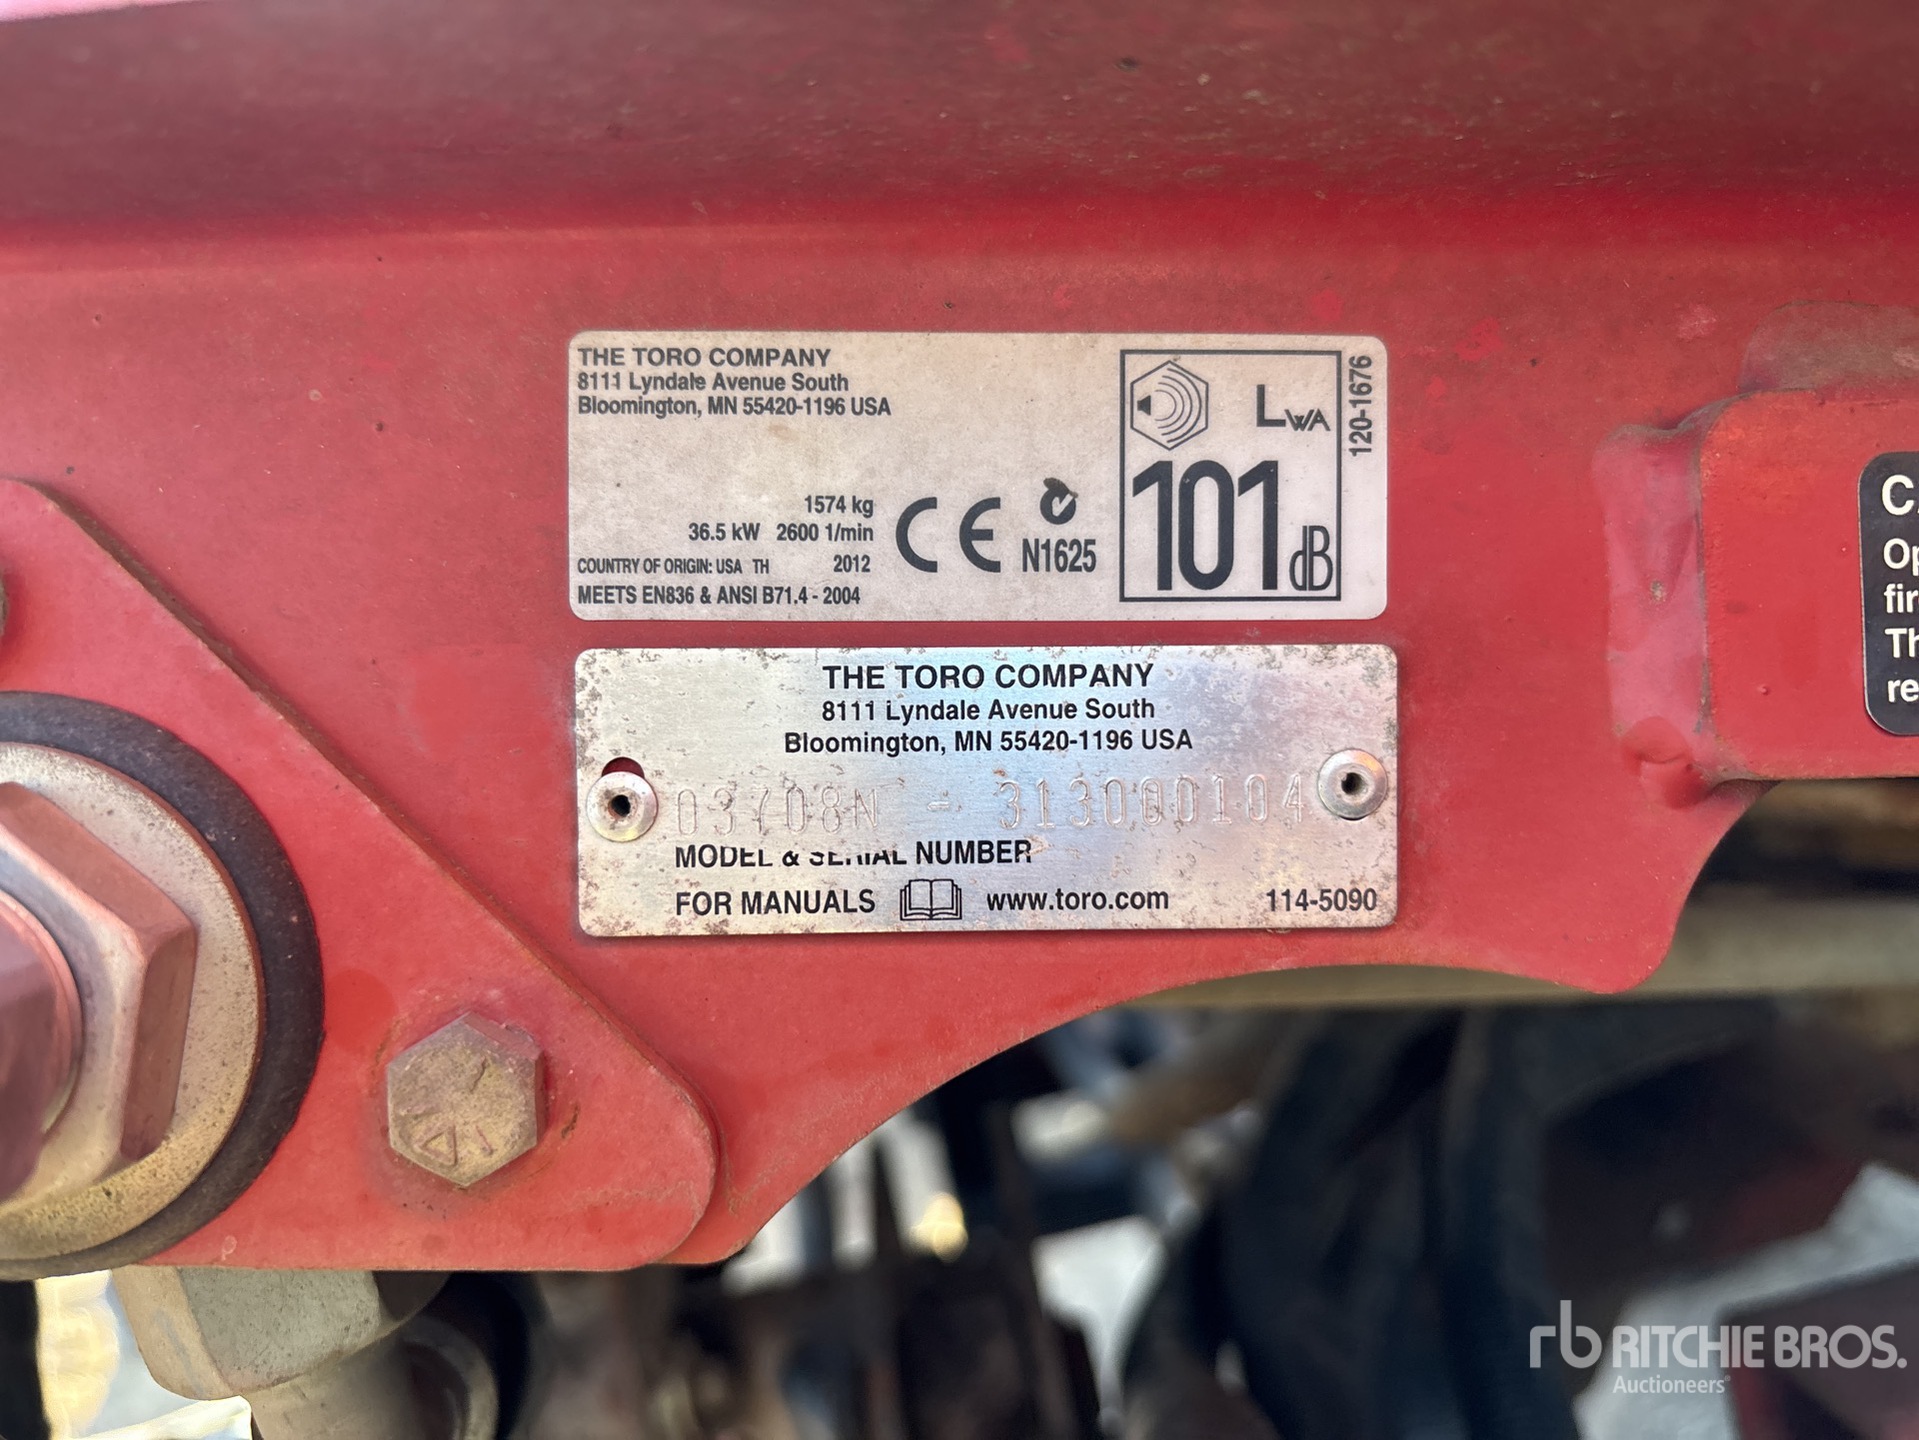 THE TORO COMPANY
8111 Lyndale Avenue South
Bloomington, MN 55420-1196 USA
1574 kg
36.5 kW 2600 1/min
COUNTRY OF ORIGIN: USA TH 2012
MEETS EN836 & ANSI B71.4 - 2004
CE
N1625
LWA
101 dB
120-1676
THE TORO COMPANY
8111 Lyndale Avenue South
Bloomington, MN 55420-1196 USA
03708N - 313000104
MODEL & SERIAL NUMBER
FOR MANUALS www.toro.com 114-5090
rb RITCHIE BROS.
Auctioneers